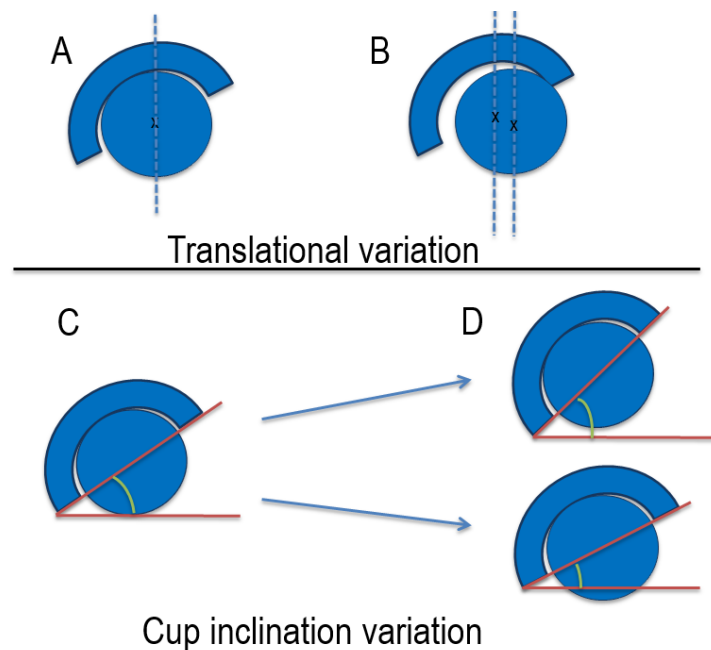 A
B
x
x
x
Translational variation
C
D
Cup inclination variation